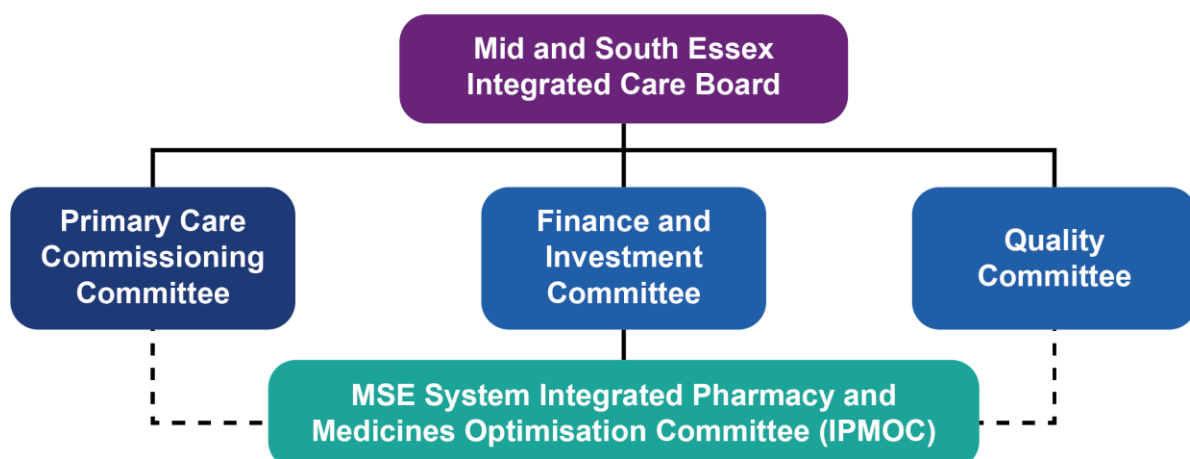 Mid and South Essex
Integrated Care Board
Primary Care
Commissioning
Committee
Finance and
Investment
Committee
Quality
Committee
MSE System Integrated Pharmacy and
Medicines Optimisation Committee (IPMOC)